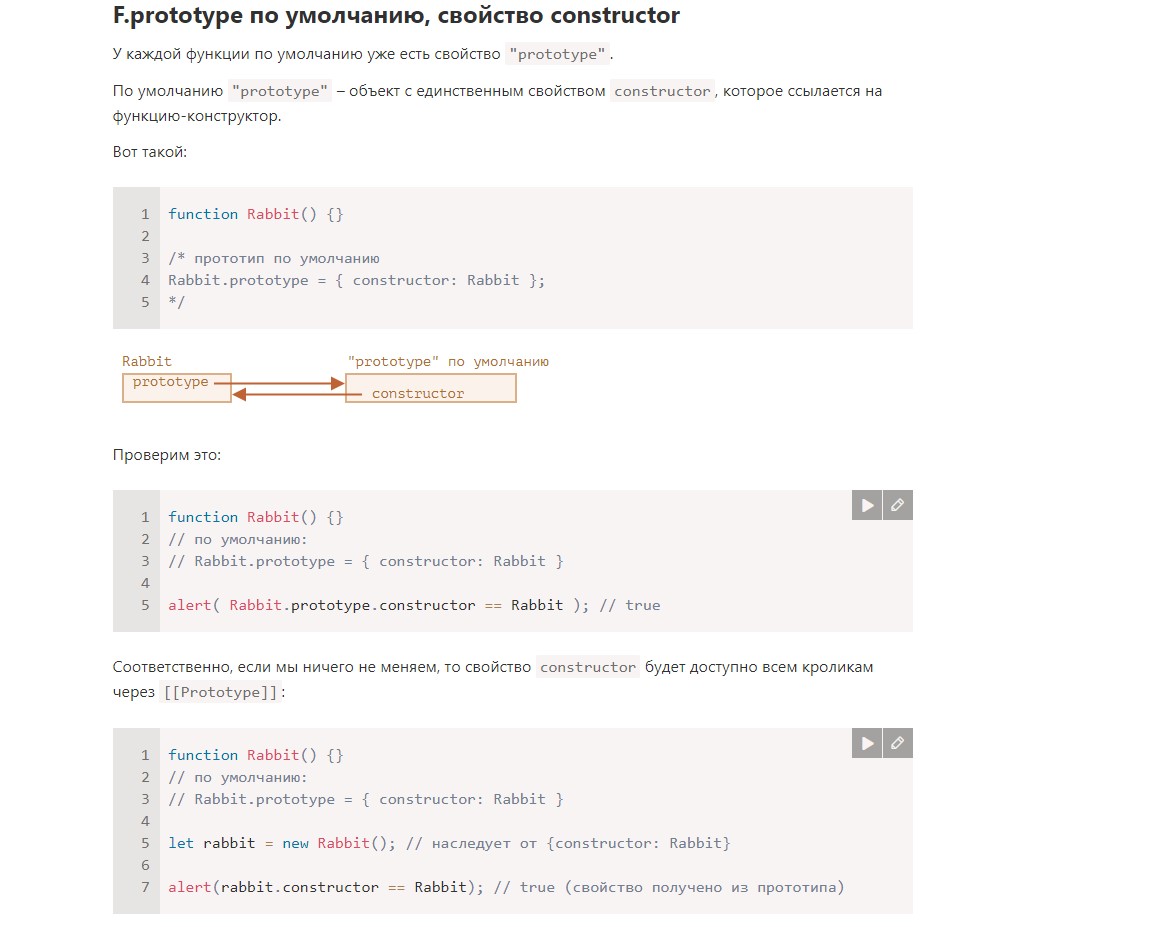 F.prototype по умолчанию, свойство constructor
У каждой функции по умолчанию уже есть свойство "prototype".
По умолчанию "prototype" – объект с единственным свойством constructor, которое ссылается на
функцию-конструктор.
Вот такой:
1 function Rabbit() {}
2
3 /* прототип по умолчанию
4 Rabbit.prototype = { constructor: Rabbit };
5 */
Rabbit "prototype" по умолчанию
prototype
constructor
Проверим это:
1 function Rabbit() {}
2 // по умолчанию:
3 // Rabbit.prototype = { constructor: Rabbit }
4
5 alert( Rabbit.prototype.constructor == Rabbit ); // true
Соответственно, если мы ничего не меняем, то свойство constructor будет доступно всем кроликам
через [[Prototype]]:
1 function Rabbit() {}
2 // по умолчанию:
3 // Rabbit.prototype = { constructor: Rabbit }
4
5 let rabbit = new Rabbit(); // наследует от {constructor: Rabbit}
6
7 alert(rabbit.constructor == Rabbit); // true (свойство получено из прототипа)